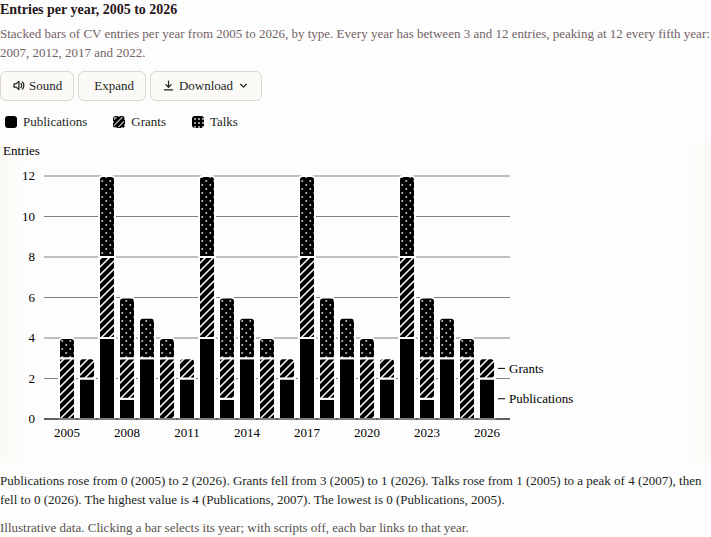 Entries per year, 2005 to 2026
Stacked bars of CV entries per year from 2005 to 2026, by type. Every year has between 3 and 12 entries, peaking at 12 every fifth year:
2007, 2012, 2017 and 2022.
Sound Expand Download
Publications Grants Talks
Entries
12
10
8
6
4
2
0
Grants
Publications
2005 2008 2011 2014 2017 2020 2023 2026
Publications rose from 0 (2005) to 2 (2026). Grants fell from 3 (2005) to 1 (2026). Talks rose from 1 (2005) to a peak of 4 (2007), then
fell to 0 (2026). The highest value is 4 (Publications, 2007). The lowest is 0 (Publications, 2005).
Illustrative data. Clicking a bar selects its year; with scripts off, each bar links to that year.